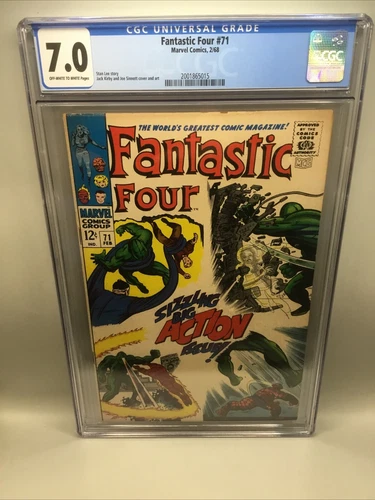 CGC UNIVERSAL GRADE
7.0
OFF-WHITE TO WHITE Pages
Fantastic Four #71
Marvel Comics, 2/68
Stan Lee story
Jack Kirby and Joe Sinnott cover and art
2001865015
CGC
THE WORLD'S GREATEST COMIC MAGAZINE!
APPROVED
BY THE
COMICS
CODE
AUTHORITY
Fantastic
Four
MARVEL
COMICS
GROUP
12¢
IND.
71
FEB
SIZZLING
BIG
ACTION
ISSUE!